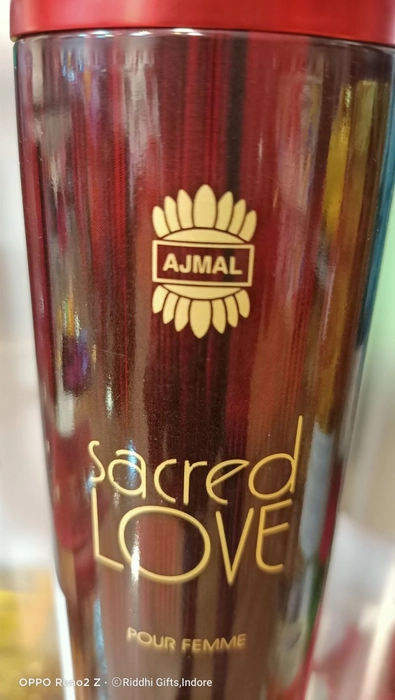 AJMAL
sacred
LOVE
POUR FEMME
OPPO Reno2 Z · ©Riddhi Gifts,Indore